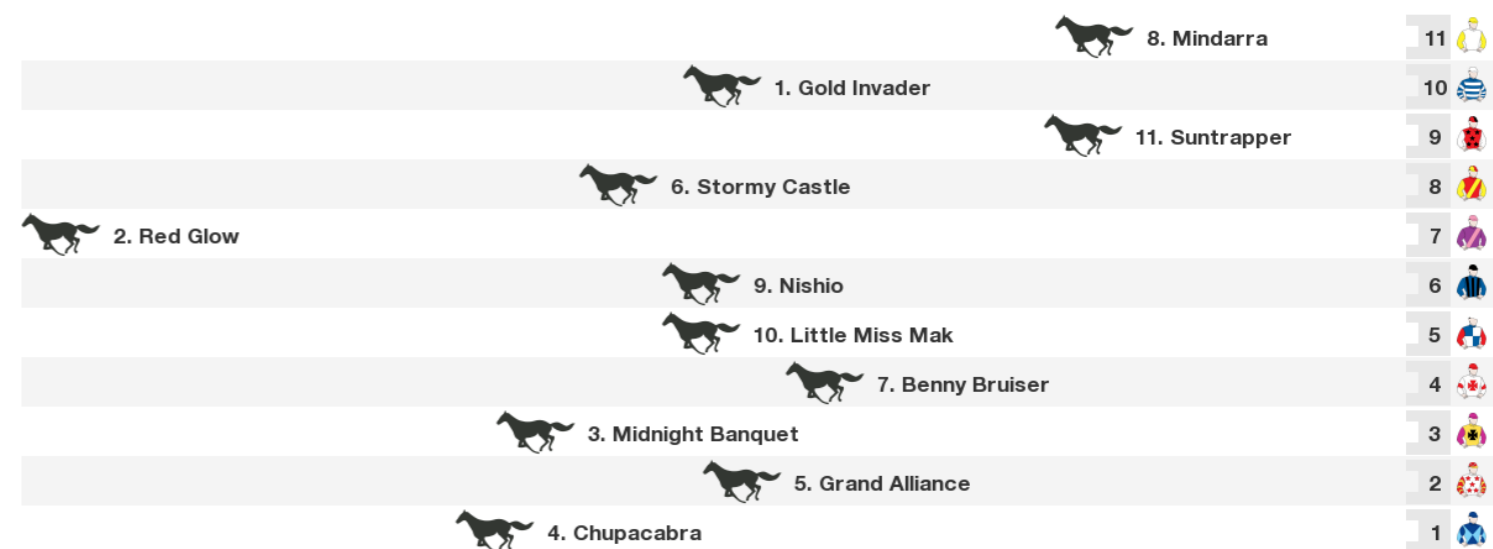 8. Mindarra 11
1. Gold Invader 10
11. Suntrapper 9
6. Stormy Castle 8
2. Red Glow 7
9. Nishio 6
10. Little Miss Mak 5
7. Benny Bruiser 4
3. Midnight Banquet 3
5. Grand Alliance 2
4. Chupacabra 1